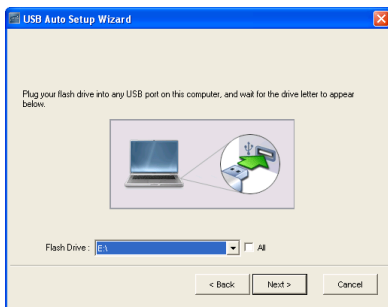 USB Auto Setup Wizard
Plug your flash drive into any USB port on this computer, and wait for the drive letter to appear
below.
Flash Drive : E:\ All
< Back Next > Cancel